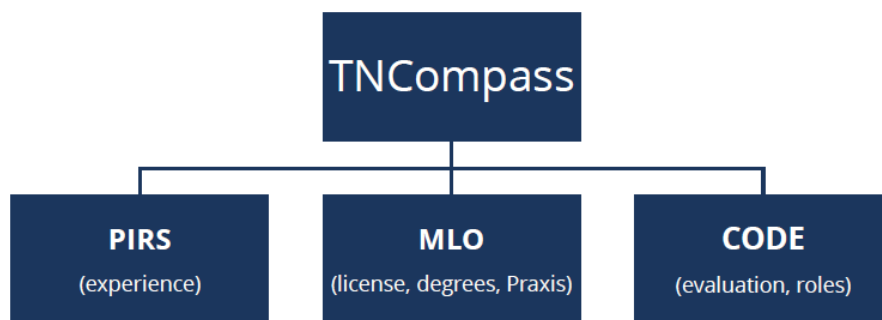 TNCompass
PIRS
(experience)
MLO
(license, degrees, Praxis)
CODE
(evaluation, roles)